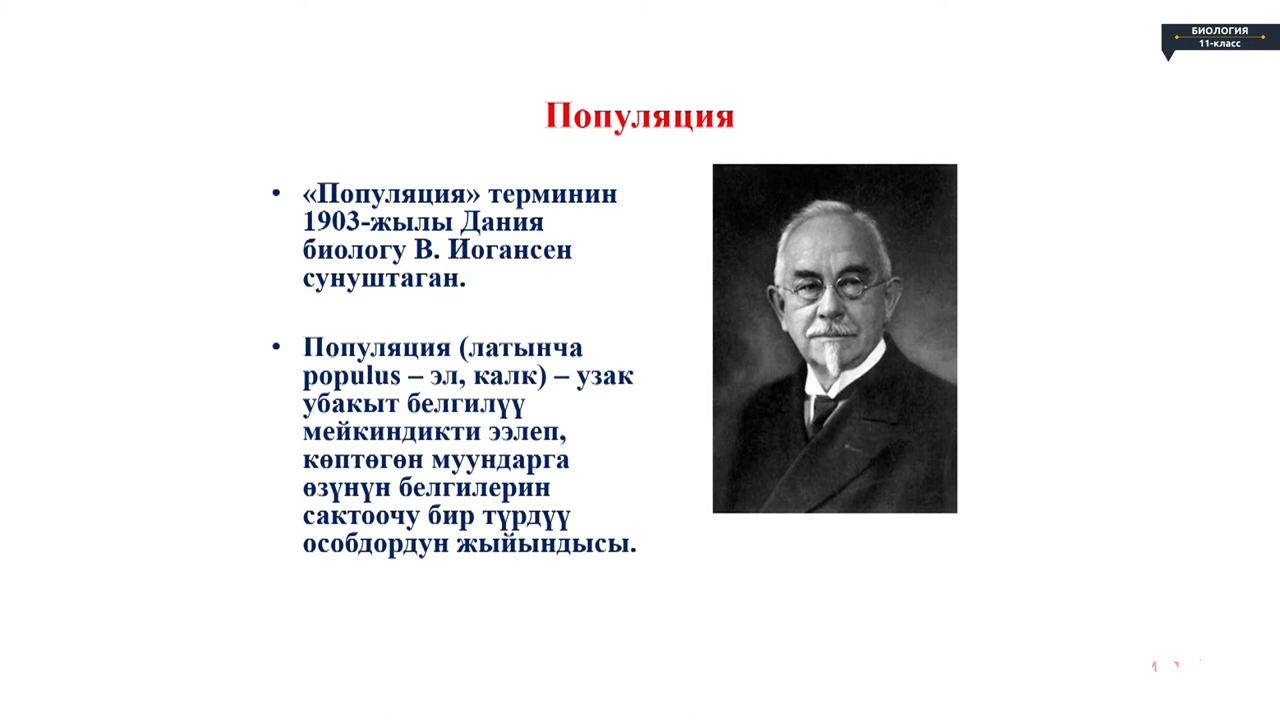 БИОЛОГИЯ
11-класс
Популяция
• «Популяция» терминин
1903-жылы Дания
биологу В. Иогансен
сунуштаган.
• Популяция (латынча
populus – эл, калк) – узак
убакыт белгилүү
мейкиндикти ээлеп,
көптөгөн муундарга
өзүнүн белгилерин
сактоочу бир түрдүү
особдордун жыйындысы.